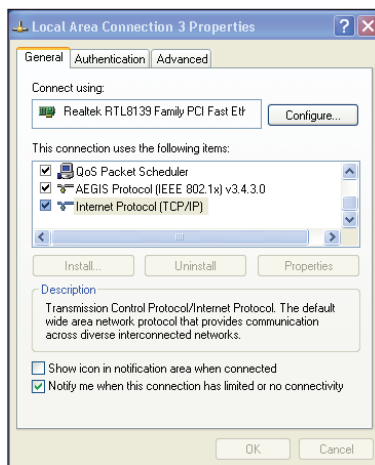 Local Area Connection 3 Properties
General
Authentication
Advanced
Connect using:
Realtek RTL8139 Family PCI Fast Eth
Configure...
This connection uses the following items:
QoS Packet Scheduler
AEGIS Protocol (IEEE 802.1x) v3.4.3.0
Internet Protocol (TCP/IP)
Install...
Uninstall
Properties
Description
Transmission Control Protocol/Internet Protocol. The default
wide area network protocol that provides communication
across diverse interconnected networks.
Show icon in notification area when connected
Notify me when this connection has limited or no connectivity
OK
Cancel